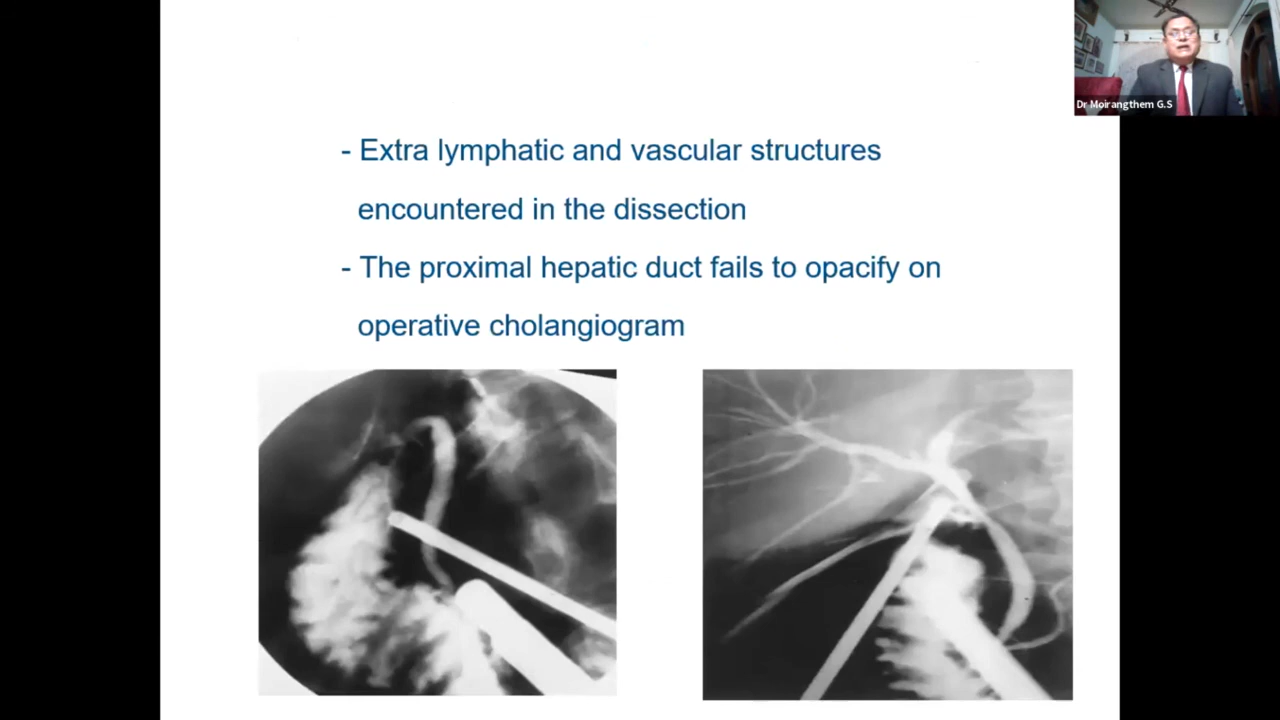 Dr Moirangthem G.S
- Extra lymphatic and vascular structures
encountered in the dissection
- The proximal hepatic duct fails to opacify on
operative cholangiogram